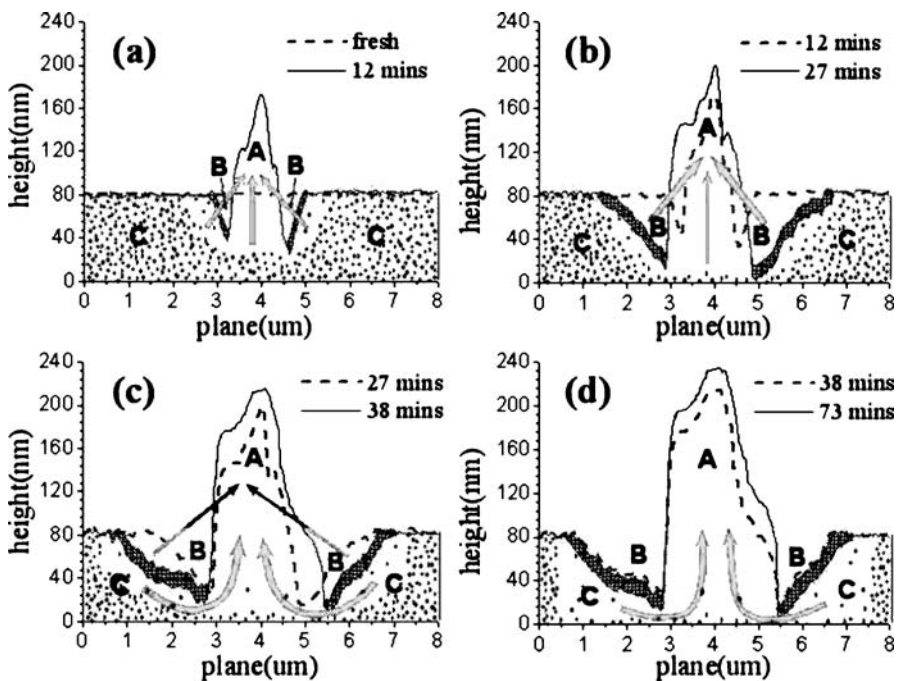 (a)
fresh
12 mins
height(nm)
240
200
160
120
80
40
0
B
A
B
C
C
0 1 2 3 4 5 6 7 8
plane(um)
(b)
12 mins
27 mins
height(nm)
240
200
160
120
80
40
0
A
B
B
C
C
0 1 2 3 4 5 6 7 8
plane(um)
(c)
27 mins
38 mins
height(nm)
240
200
160
120
80
40
0
A
B
B
C
C
0 1 2 3 4 5 6 7 8
plane(um)
(d)
38 mins
73 mins
height(nm)
240
200
160
120
80
40
0
A
B
B
C
C
0 1 2 3 4 5 6 7 8
plane(um)